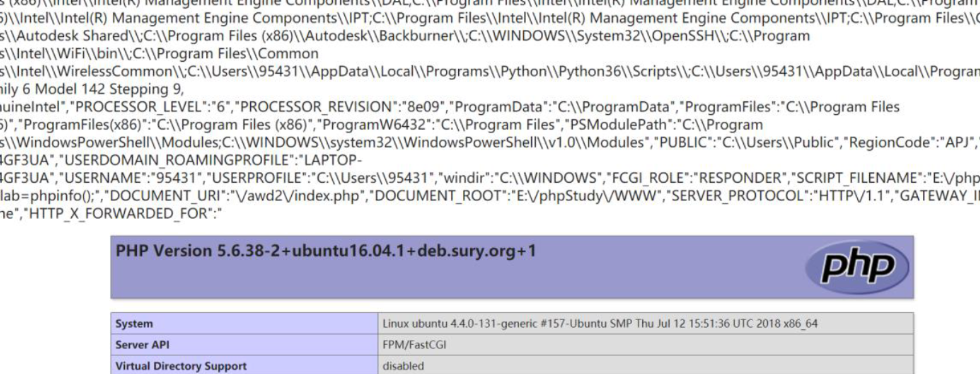 s (x86)\\Intel\\Intel(R) Management Engine Components\\DAL;C:\\Program Files\\Intel\\Intel(R) Management Engine Components\\DAL;C:\\Program
6)\\Intel\\Intel(R) Management Engine Components\\IPT;C:\\Program Files\\Intel\\Intel(R) Management Engine Components\\IPT;C:\\Program Files\\
s\\Autodesk Shared\\;C:\\Program Files (x86)\\Autodesk\\Backburner\\;C:\\WINDOWS\\System32\\OpenSSH\\;C:\\Program
s\\Intel\\WiFi\\bin\\;C:\\Program Files\\Common
s\\Intel\\WirelessCommon\\;C:\\Users\\95431\\AppData\\Local\\Programs\\Python\\Python36\\Scripts\\;C:\\Users\\95431\\AppData\\Local\\Program
nily 6 Model 142 Stepping 9,
nuineIntel","PROCESSOR_LEVEL":"6","PROCESSOR_REVISION":"8e09","ProgramData":"C:\\ProgramData","ProgramFiles":"C:\\Program Files
6)","ProgramFiles(x86)":"C:\\Program Files (x86)","ProgramW6432":"C:\\Program Files","PSModulePath":"C:\\Program
s\\WindowsPowerShell\\Modules;C:\\WINDOWS\\system32\\WindowsPowerShell\\v1.0\\Modules","PUBLIC":"C:\\Users\\Public","RegionCode":"APJ","
4GF3UA","USERDOMAIN_ROAMINGPROFILE":"LAPTOP-
4GF3UA","USERNAME":"95431","USERPROFILE":"C:\\Users\\95431","windir":"C:\\WINDOWS","FCGI_ROLE":"RESPONDER","SCRIPT_FILENAME":"E:\/php
lab=phpinfo();","DOCUMENT_URI":"\/awd2\/index.php","DOCUMENT_ROOT":"E:\/phpStudy\/WWW","SERVER_PROTOCOL":"HTTP\/1.1","GATEWAY_I
ne","HTTP_X_FORWARDED_FOR":"
PHP Version 5.6.38-2+ubuntu16.04.1+deb.sury.org+1
php
System Linux ubuntu 4.4.0-131-generic #157-Ubuntu SMP Thu Jul 12 15:51:36 UTC 2018 x86_64
Server API FPM/FastCGI
Virtual Directory Support disabled